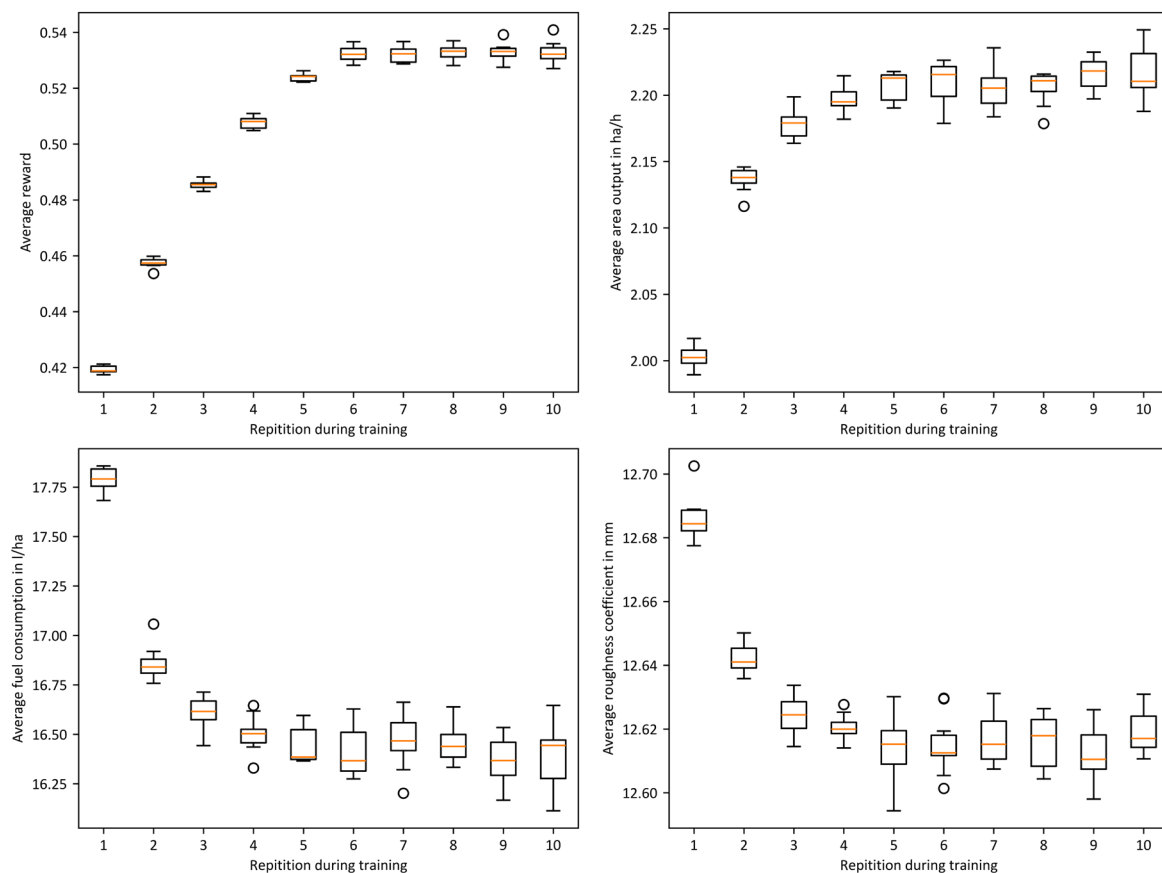 Average reward
0.54
0.52
0.50
0.48
0.46
0.44
0.42
1 2 3 4 5 6 7 8 9 10
Repitition during training
Average area output in ha/h
2.25
2.20
2.15
2.10
2.05
2.00
1 2 3 4 5 6 7 8 9 10
Repitition during training
Average fuel consumption in l/ha
17.75
17.50
17.25
17.00
16.75
16.50
16.25
1 2 3 4 5 6 7 8 9 10
Repitition during training
Average roughness coefficient in mm
12.70
12.68
12.66
12.64
12.62
12.60
1 2 3 4 5 6 7 8 9 10
Repitition during training